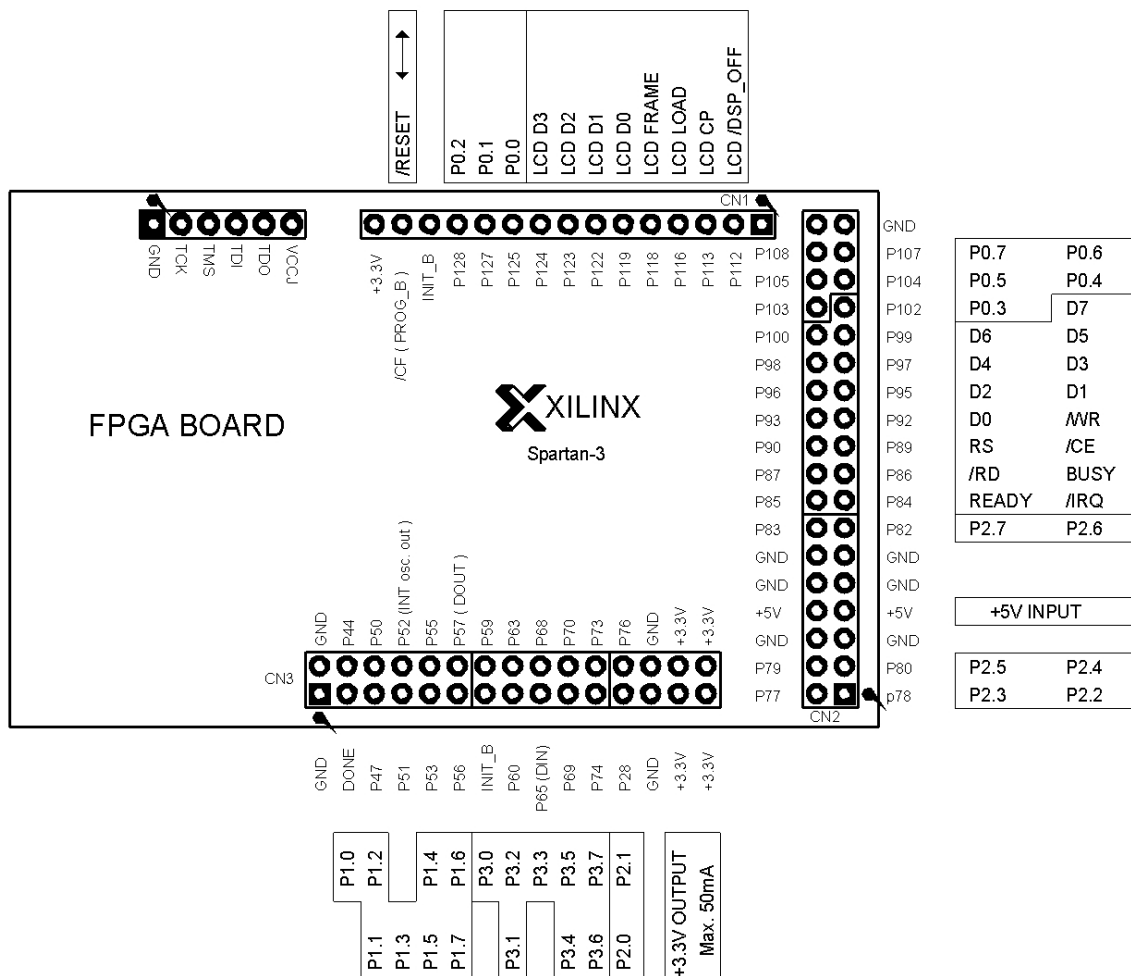 /RESET
P0.2
P0.1
P0.0
LCD D3
LCD D2
LCD D1
LCD D0
LCD FRAME
LCD LOAD
LCD CP
LCD /DSP_OFF
CN1
GND
TCK
TMS
TDI
TDO
VCCJ
+3.3V
/CF ( PROG_B )
INIT_B
P128
P127
P125
P124
P123
P122
P119
P118
P116
P113
P112
GND
P108 P107 P0.7 P0.6
P105 P104 P0.5 P0.4
P103 P102 P0.3 D7
P100 P99 D6 D5
P98 P97 D4 D3
P96 P95 D2 D1
P93 P92 D0 /WR
P90 P89 RS /CE
P87 P86 /RD BUSY
P85 P84 READY /IRQ
P83 P82 P2.7 P2.6
GND GND
GND GND
+5V +5V +5V INPUT
GND GND
P79 P80 P2.5 P2.4
P77 p78 P2.3 P2.2
CN2
FPGA BOARD
XILINX
Spartan-3
GND
P44
P50
P52 (INT osc. out )
P55
P57 ( DOUT )
P59
P63
P68
P70
P73
P76
GND
+3.3V
+3.3V
CN3
GND
DONE
P47
P51
P53
P56
INIT_B
P60
P65 (DIN)
P69
P74
P28
GND
+3.3V
+3.3V
P1.0
P1.2
P1.4
P1.6
P3.0
P3.2
P3.3
P3.5
P3.7
P2.1
P1.1
P1.3
P1.5
P1.7
P3.1
P3.4
P3.6
P2.0
+3.3V OUTPUT
Max. 50mA